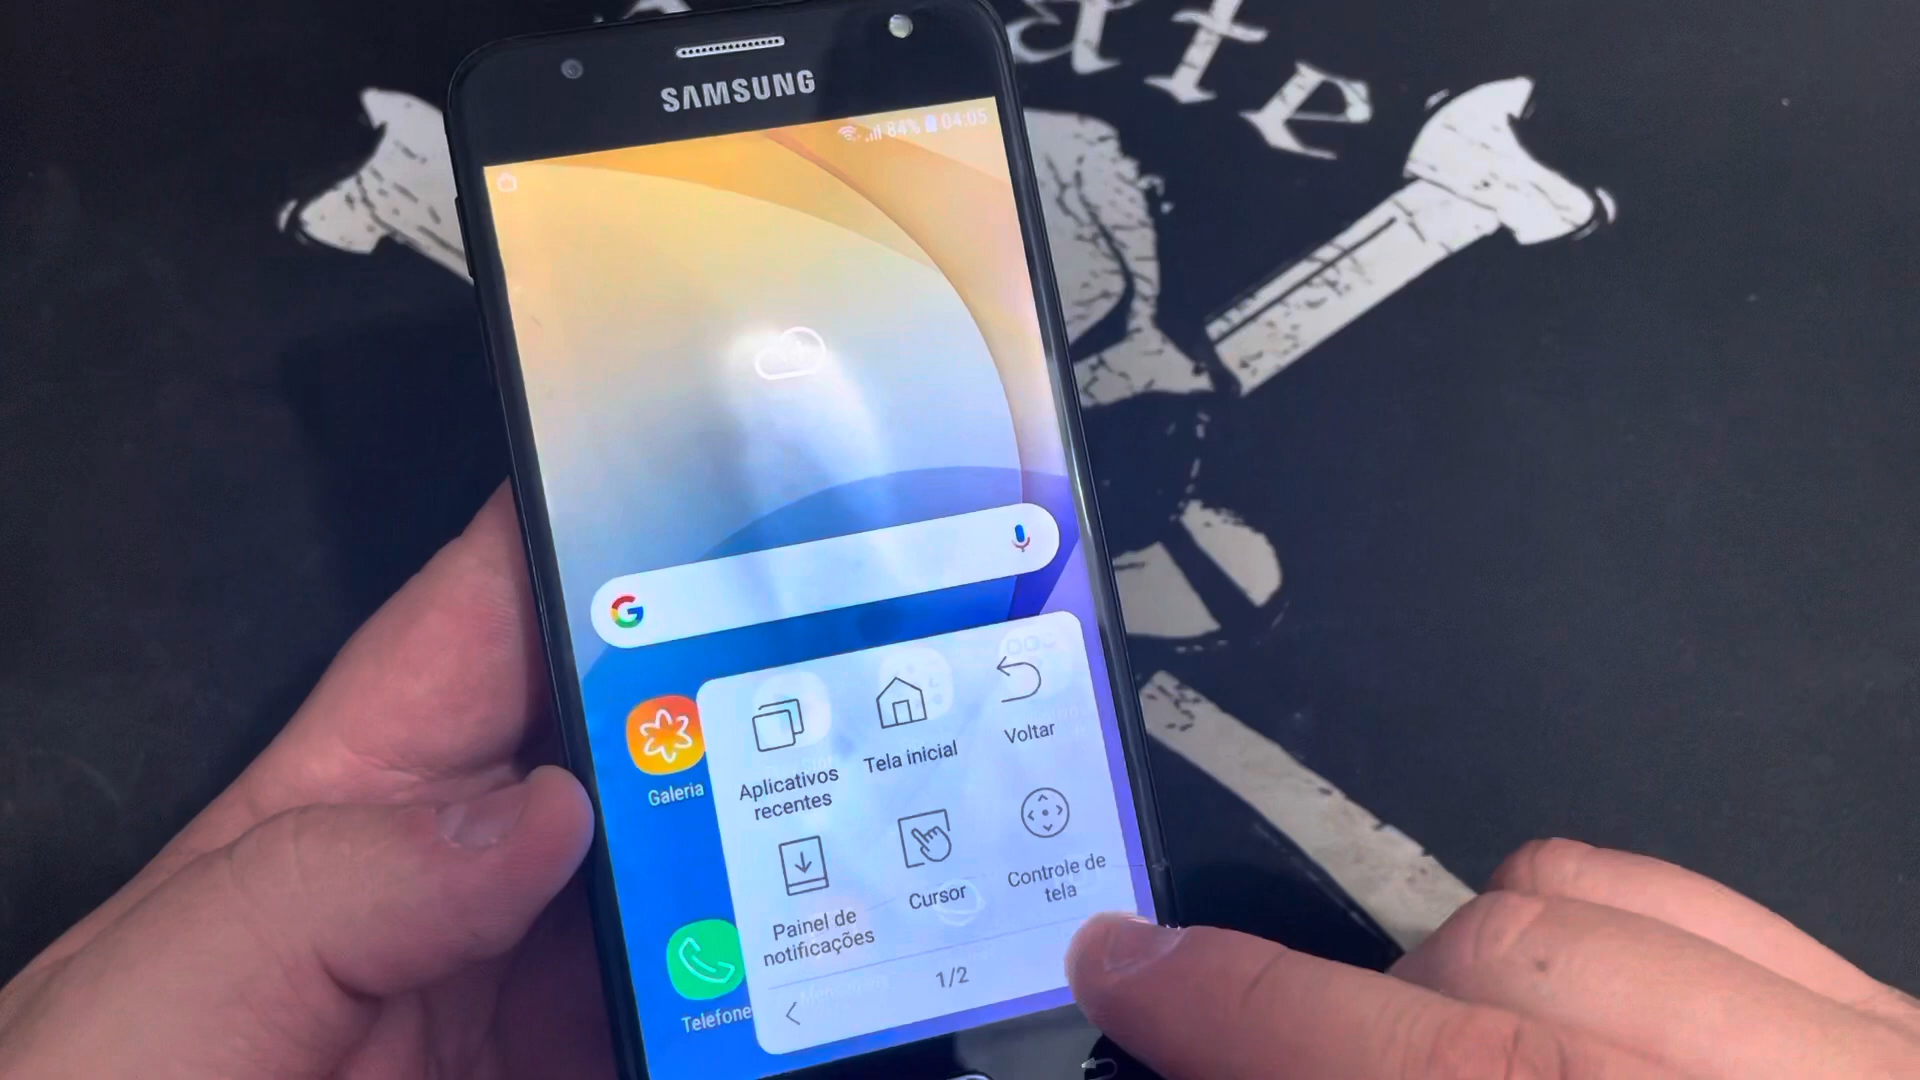 ate
SAMSUNG
84% 04:05
G
Aplicativos
recentes
Tela inicial
Voltar
Galeria
Painel de
notificações
Cursor
Controle de
tela
1/2
Telefone